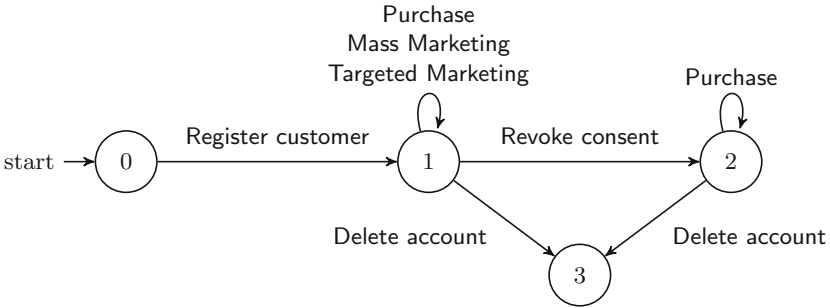 Purchase
Mass Marketing
Targeted Marketing
Purchase
Register customer
Revoke consent
start
0
1
2
Delete account
Delete account
3